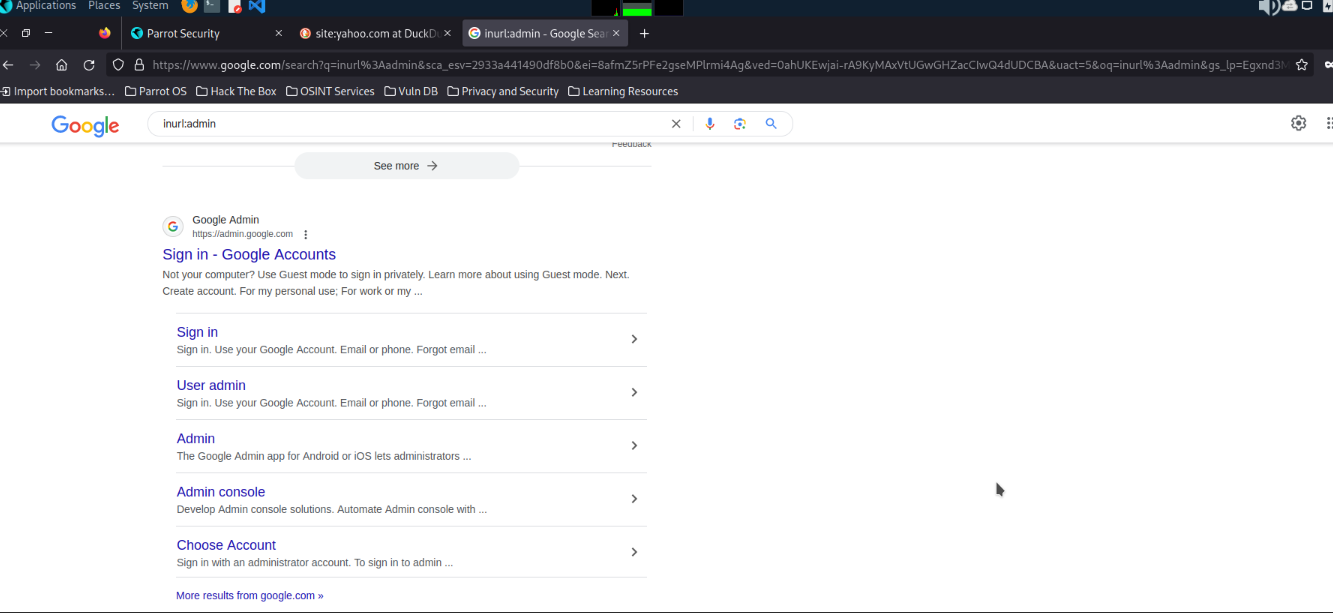 Applications Places System
Parrot Security
site:yahoo.com at DuckD
inurl:admin - Google Sear
https://www.google.com/search?q=inurl%3Aadmin&sca_esv=2933a441490df8b0&ei=8afmZ5rPFe2gseMPlrmi4Ag&ved=0ahUKEwjai-rA9KyMAxVtUGwGHZacCIwQ4dUDCBA&uact=5&oq=inurl%3Aadmin&gs_lp=Egxnd3M
Import bookmarks… Parrot OS Hack The Box OSINT Services Vuln DB Privacy and Security Learning Resources
Google
inurl:admin
Feedback
See more
Google Admin
https://admin.google.com
Sign in - Google Accounts
Not your computer? Use Guest mode to sign in privately. Learn more about using Guest mode. Next.
Create account. For my personal use; For work or my ...
Sign in
Sign in. Use your Google Account. Email or phone. Forgot email ...
User admin
Sign in. Use your Google Account. Email or phone. Forgot email ...
Admin
The Google Admin app for Android or iOS lets administrators ...
Admin console
Develop Admin console solutions. Automate Admin console with ...
Choose Account
Sign in with an administrator account. To sign in to admin ...
More results from google.com »